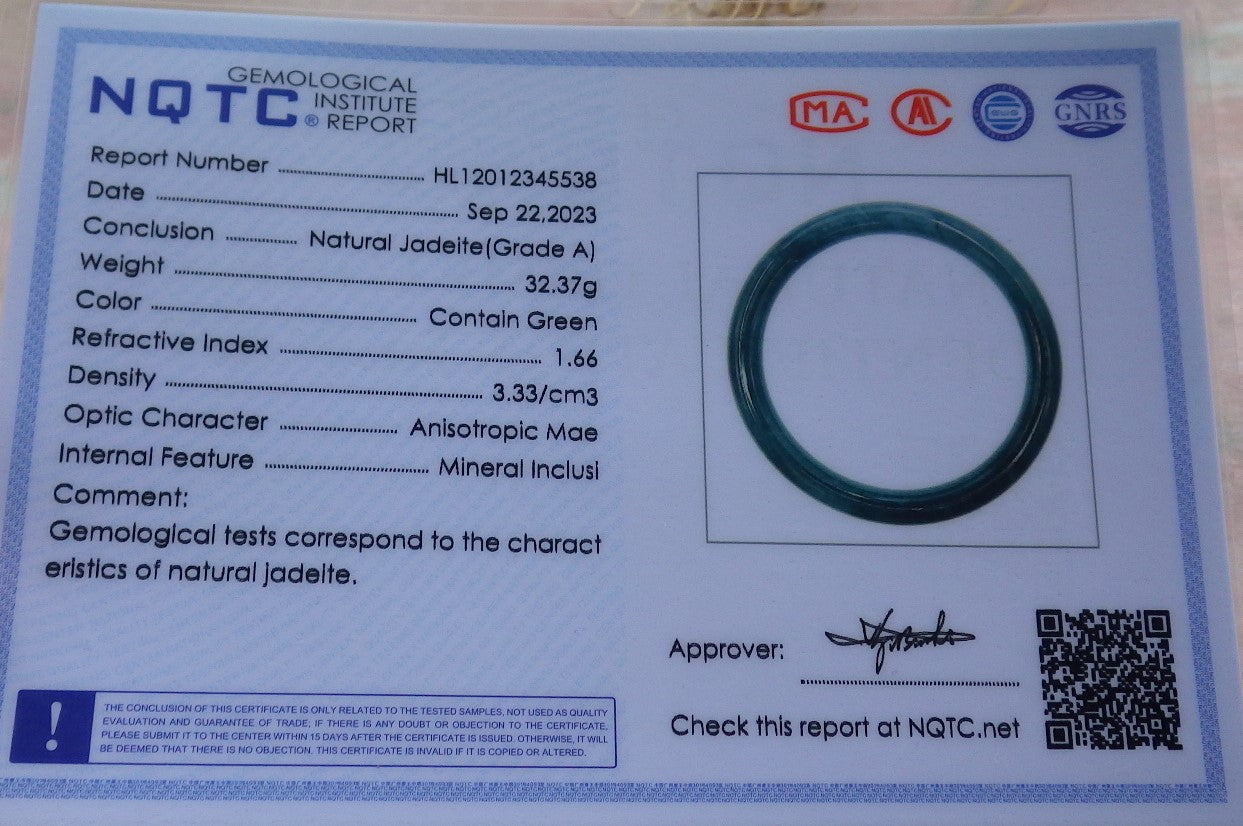 NQTC® GEMOLOGICAL
INSTITUTE
REPORT
Report Number HL12012345538
Date Sep 22,2023
Conclusion Natural Jadeite(Grade A)
Weight 32.37g
Color Contain Green
Refractive Index 1.66
Density 3.33/cm3
Optic Character Anisotropic Mae
Internal Feature Mineral Inclusi
Comment:
Gemological tests correspond to the charact
eristics of natural jadeite.
! THE CONCLUSION OF THIS CERTIFICATE IS ONLY RELATED TO THE TESTED SAMPLES, NOT USED AS QUALITY
EVALUATION AND GUARANTEE OF TRADE; IF THERE IS ANY DOUBT OR OBJECTION TO THE CERTIFICATE,
PLEASE SUBMIT IT TO THE CENTER WITHIN 15 DAYS AFTER THE CERTIFICATE IS ISSUED. OTHERWISE, IT WILL
BE DEEMED THAT THERE IS NO OBJECTION. THIS CERTIFICATE IS INVALID IF IT IS COPIED OR ALTERED.
MA AL GNRS
Approver:
Check this report at NQTC.net